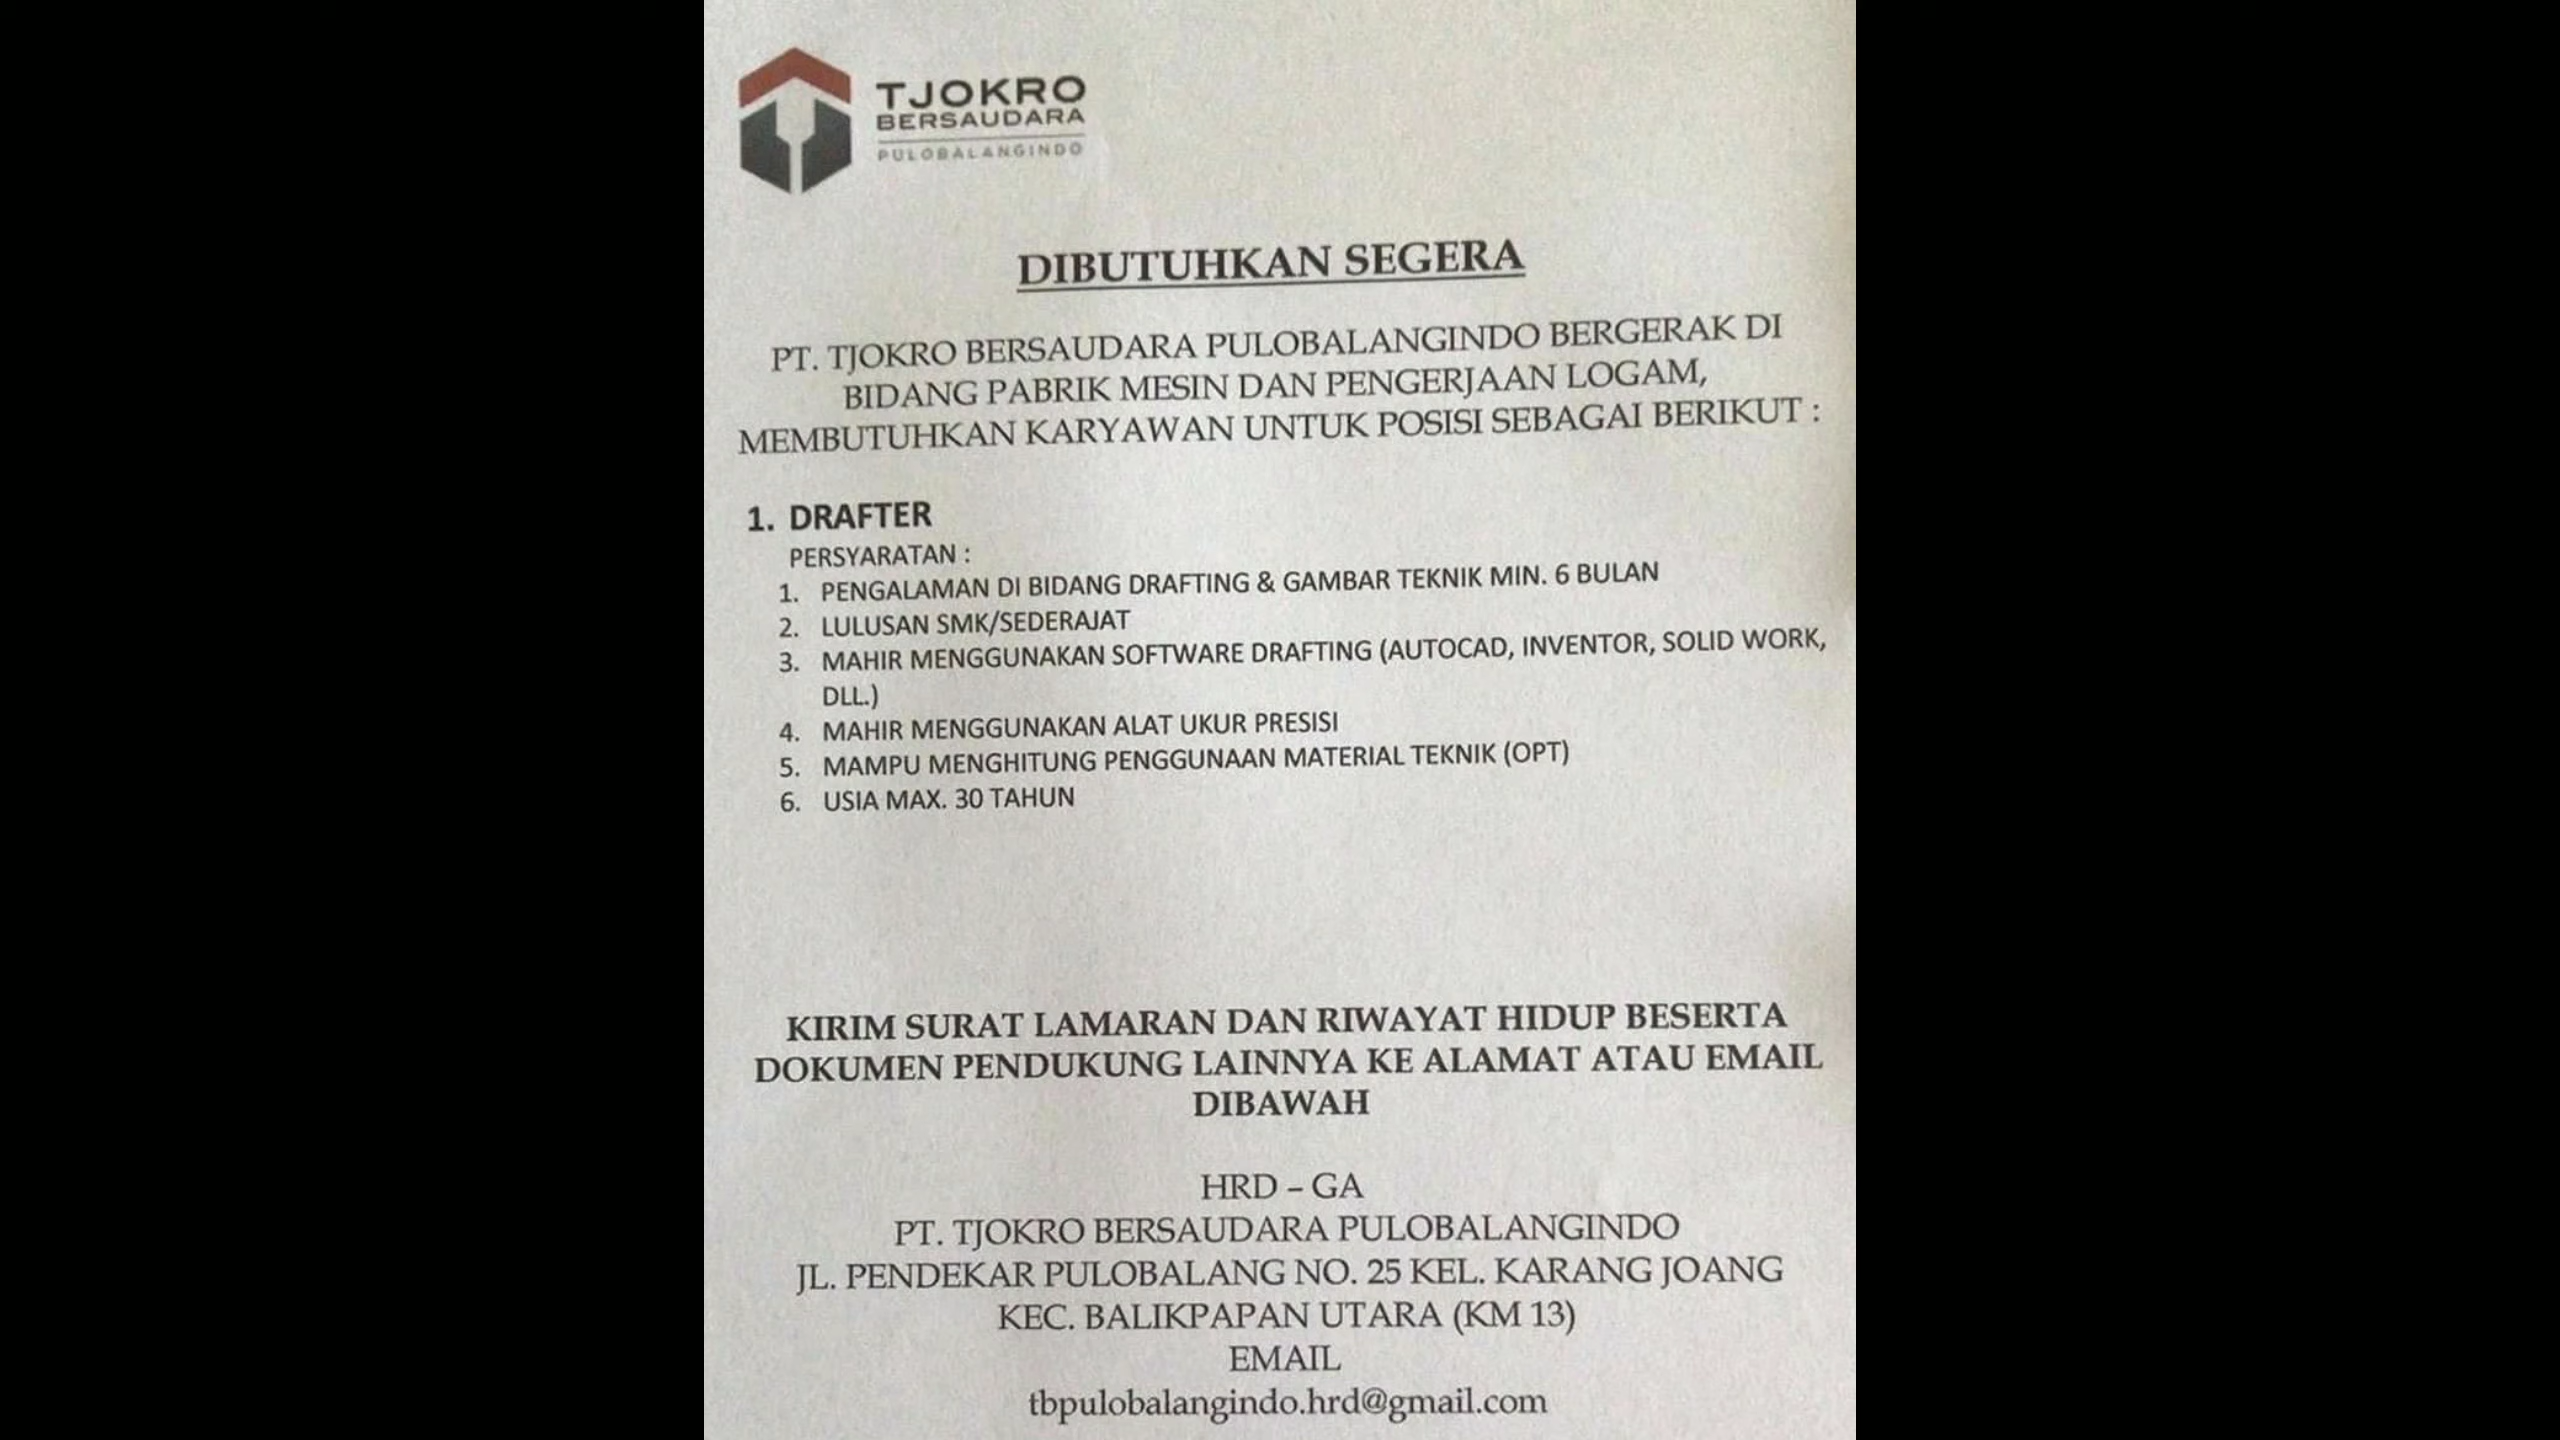 TJOKRO
BERSAUDARA
PULOBALANGINDO
DIBUTUHKAN SEGERA
PT. TJOKRO BERSAUDARA PULOBALANGINDO BERGERAK DI
BIDANG PABRIK MESIN DAN PENGERJAAN LOGAM,
MEMBUTUHKAN KARYAWAN UNTUK POSISI SEBAGAI BERIKUT :
1. DRAFTER
PERSYARATAN :
1. PENGALAMAN DI BIDANG DRAFTING & GAMBAR TEKNIK MIN. 6 BULAN
2. LULUSAN SMK/SEDERAJAT
3. MAHIR MENGGUNAKAN SOFTWARE DRAFTING (AUTOCAD, INVENTOR, SOLID WORK,
DLL.)
4. MAHIR MENGGUNAKAN ALAT UKUR PRESISI
5. MAMPU MENGHITUNG PENGGUNAAN MATERIAL TEKNIK (OPT)
6. USIA MAX. 30 TAHUN
KIRIM SURAT LAMARAN DAN RIWAYAT HIDUP BESERTA
DOKUMEN PENDUKUNG LAINNYA KE ALAMAT ATAU EMAIL
DIBAWAH
HRD – GA
PT. TJOKRO BERSAUDARA PULOBALANGINDO
JL. PENDEKAR PULOBALANG NO. 25 KEL. KARANG JOANG
KEC. BALIKPAPAN UTARA (KM 13)
EMAIL
tbpulobalangindo.hrd@gmail.com